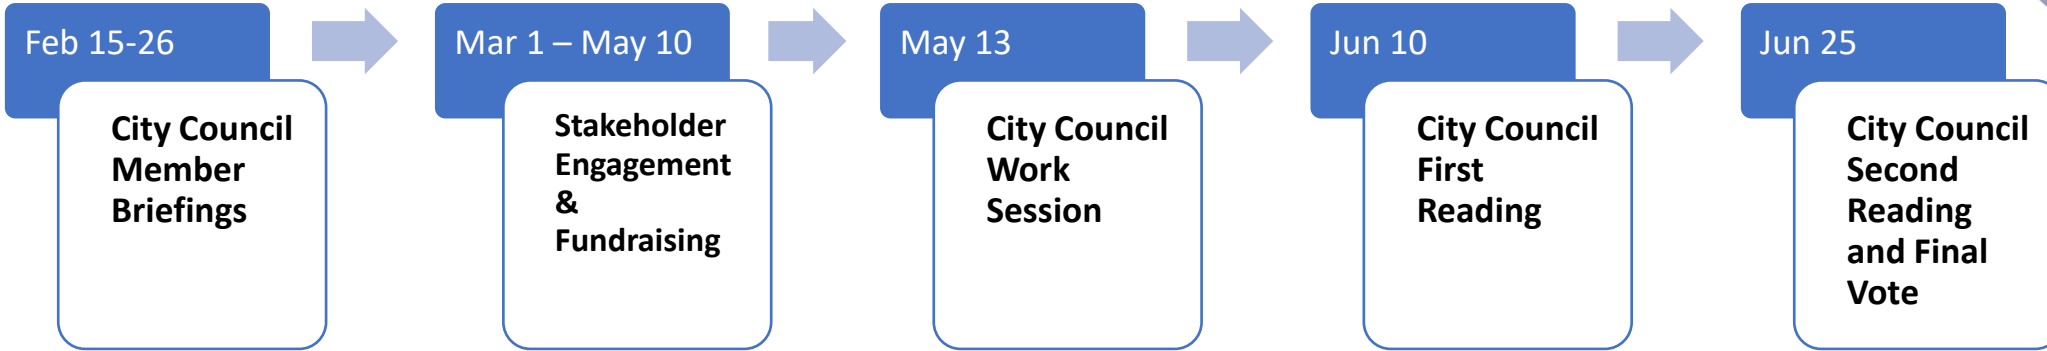 Feb 15-26
City Council
Member
Briefings
Mar 1 – May 10
Stakeholder
Engagement
&
Fundraising
May 13
City Council
Work
Session
Jun 10
City Council
First
Reading
Jun 25
City Council
Second
Reading
and Final
Vote